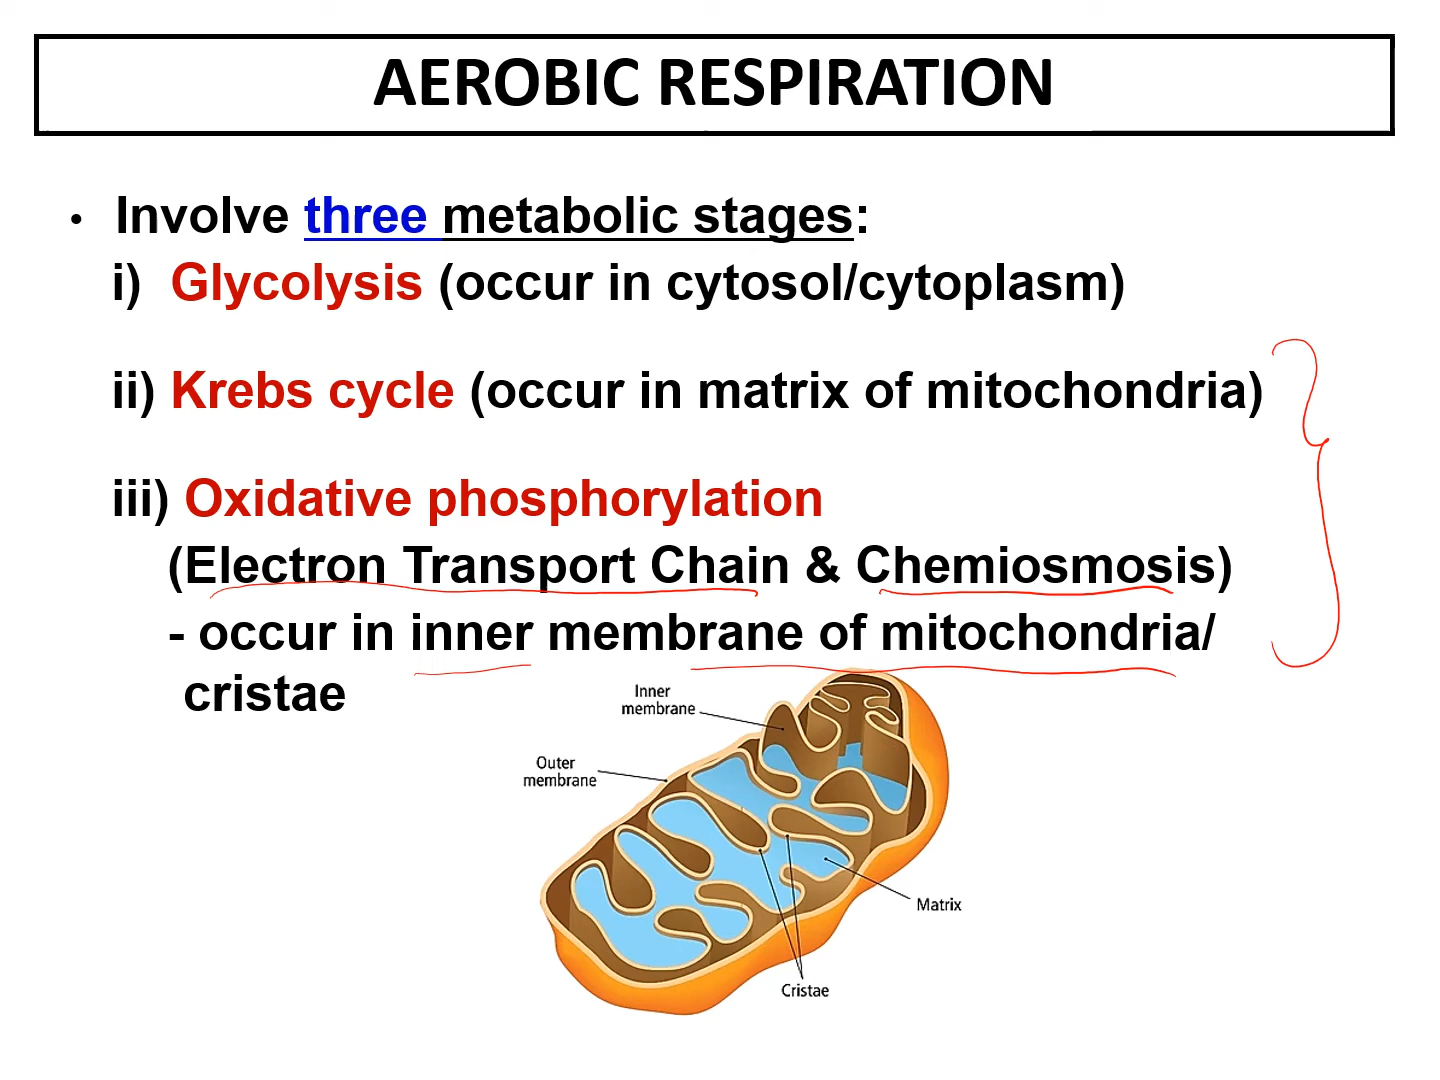 AEROBIC RESPIRATION
• Involve three metabolic stages:
i) Glycolysis (occur in cytosol/cytoplasm)
ii) Krebs cycle (occur in matrix of mitochondria)
iii) Oxidative phosphorylation
(Electron Transport Chain & Chemiosmosis)
- occur in inner membrane of mitochondria/
cristae
Inner
membrane
Outer
membrane
Matrix
Cristae